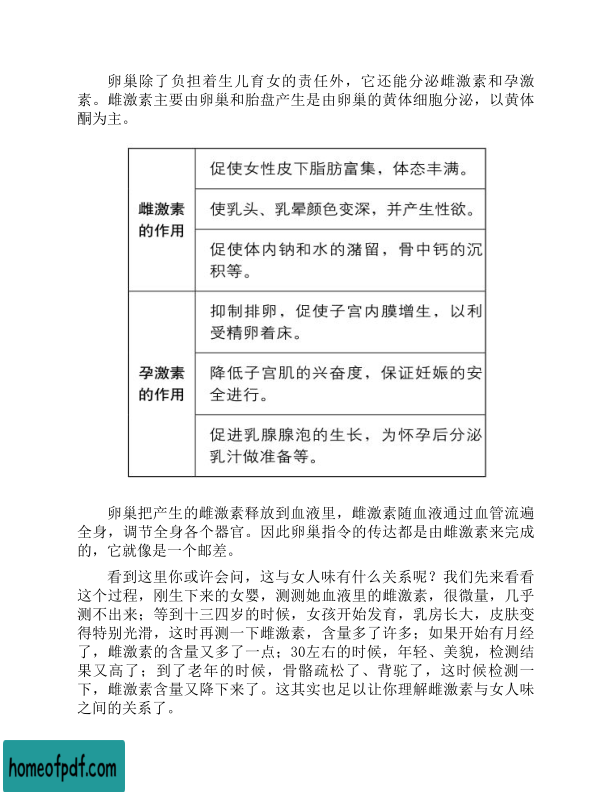 卵巢除了负担着生儿育女的责任外，它还能分泌雌激素和孕激
素。雌激素主要由卵巢和胎盘产生是由卵巢的黄体细胞分泌，以黄体
酮为主。
雌激素
的作用
促使女性皮下脂肪富集，体态丰满。
使乳头、乳晕颜色变深，并产生性欲。
促使体内钠和水的潴留，骨中钙的沉
积等。
孕激素
的作用
抑制排卵，促使子宫内膜增生，以利
受精卵着床。
降低子宫肌的兴奋度，保证妊娠的安
全进行。
促进乳腺腺泡的生长，为怀孕后分泌
乳汁做准备等。
卵巢把产生的雌激素释放到血液里，雌激素随血液通过血管流遍
全身，调节全身各个器官。因此卵巢指令的传达都是由雌激素来完成
的，它就像是一个邮差。
看到这里你或许会问，这与女人味有什么关系呢？我们先来看看
这个过程，刚生下来的女婴，测测她血液里的雌激素，很微量，几乎
测不出来；等到十三四岁的时候，女孩开始发育，乳房长大，皮肤变
得特别光滑，这时再测一下雌激素，含量多了许多；如果开始有月经
了，雌激素的含量又多了一点；30左右的时候，年轻、美貌，检测结
果又高了；到了老年的时候，骨骼疏松了、背驼了，这时候检测一
下，雌激素含量又降下来了。这其实也足以让你理解雌激素与女人味
之间的关系了。
homeofpdf.com